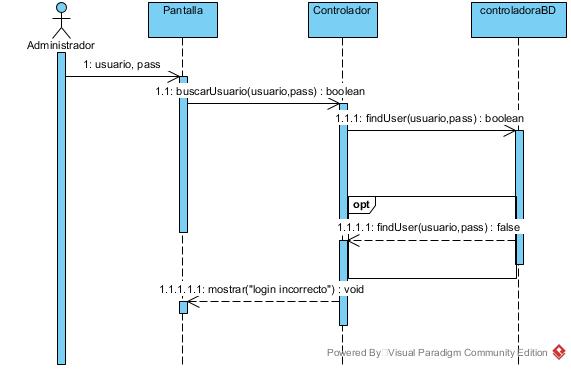 Pantalla
Controlador
controladoraBD
Administrador
1: usuario, pass
1.1: buscarUsuario(usuario,pass) : boolean
1.1.1: findUser(usuario,pass) : boolean
opt
1.1.1.1: findUser(usuario,pass) : false
1.1.1.1.1: mostrar("login incorrecto") : void
Powered By Visual Paradigm Community Edition